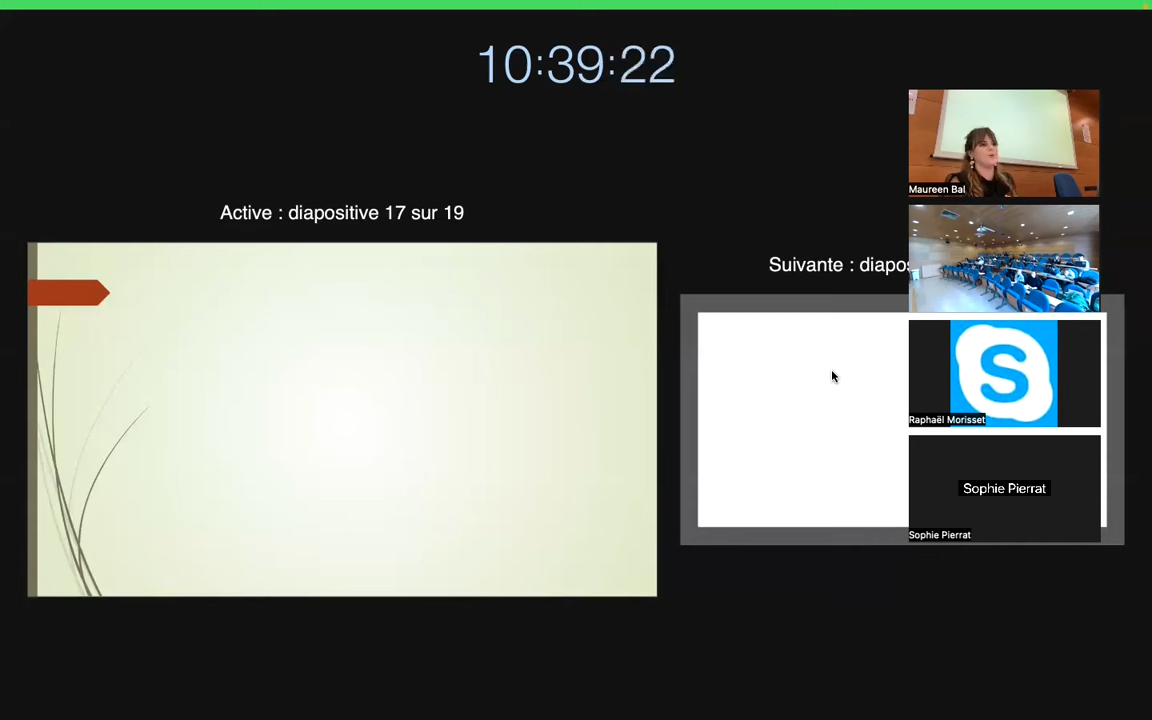 10:39:22
Maureen Bal
Active : diapositive 17 sur 19
Suivante : diapos
S
Raphaël Morisset
Sophie Pierrat
Sophie Pierrat